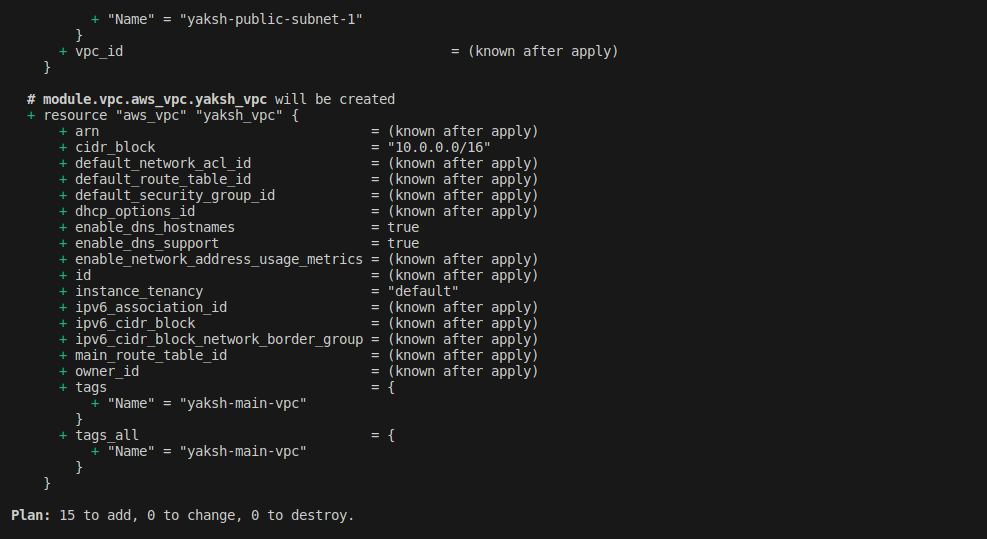 + "Name" = "yaksh-public-subnet-1"
}
+ vpc_id = (known after apply)
}
# module.vpc.aws_vpc.yaksh_vpc will be created
+ resource "aws_vpc" "yaksh_vpc" {
+ arn = (known after apply)
+ cidr_block = "10.0.0.0/16"
+ default_network_acl_id = (known after apply)
+ default_route_table_id = (known after apply)
+ default_security_group_id = (known after apply)
+ dhcp_options_id = (known after apply)
+ enable_dns_hostnames = true
+ enable_dns_support = true
+ enable_network_address_usage_metrics = (known after apply)
+ id = (known after apply)
+ instance_tenancy = "default"
+ ipv6_association_id = (known after apply)
+ ipv6_cidr_block = (known after apply)
+ ipv6_cidr_block_network_border_group = (known after apply)
+ main_route_table_id = (known after apply)
+ owner_id = (known after apply)
+ tags = {
+ "Name" = "yaksh-main-vpc"
}
+ tags_all = {
+ "Name" = "yaksh-main-vpc"
}
}
Plan: 15 to add, 0 to change, 0 to destroy.